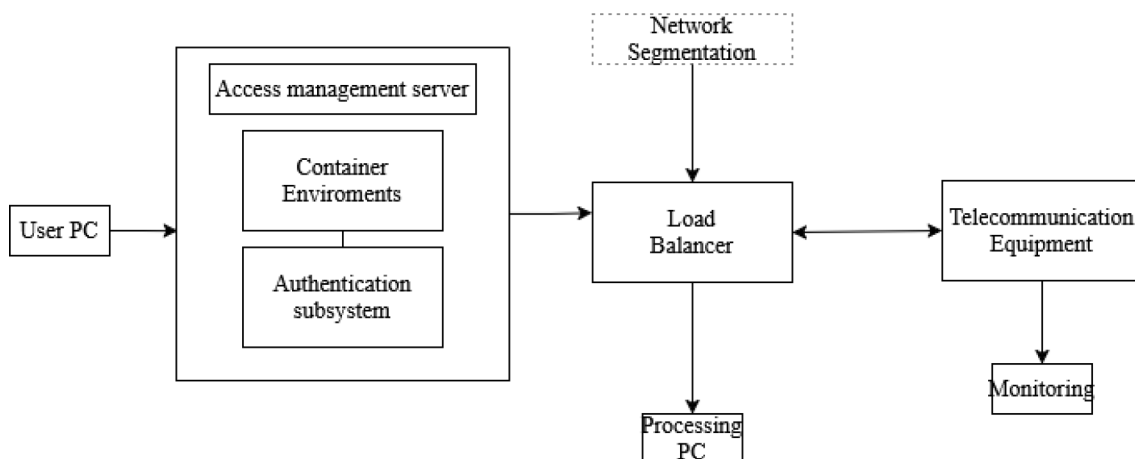 Network
Segmentation
Access management server
Container
Enviroments
User PC
Authentication
subsystem
Load
Balancer
Telecommunication
Equipment
Monitoring
Processing
PC